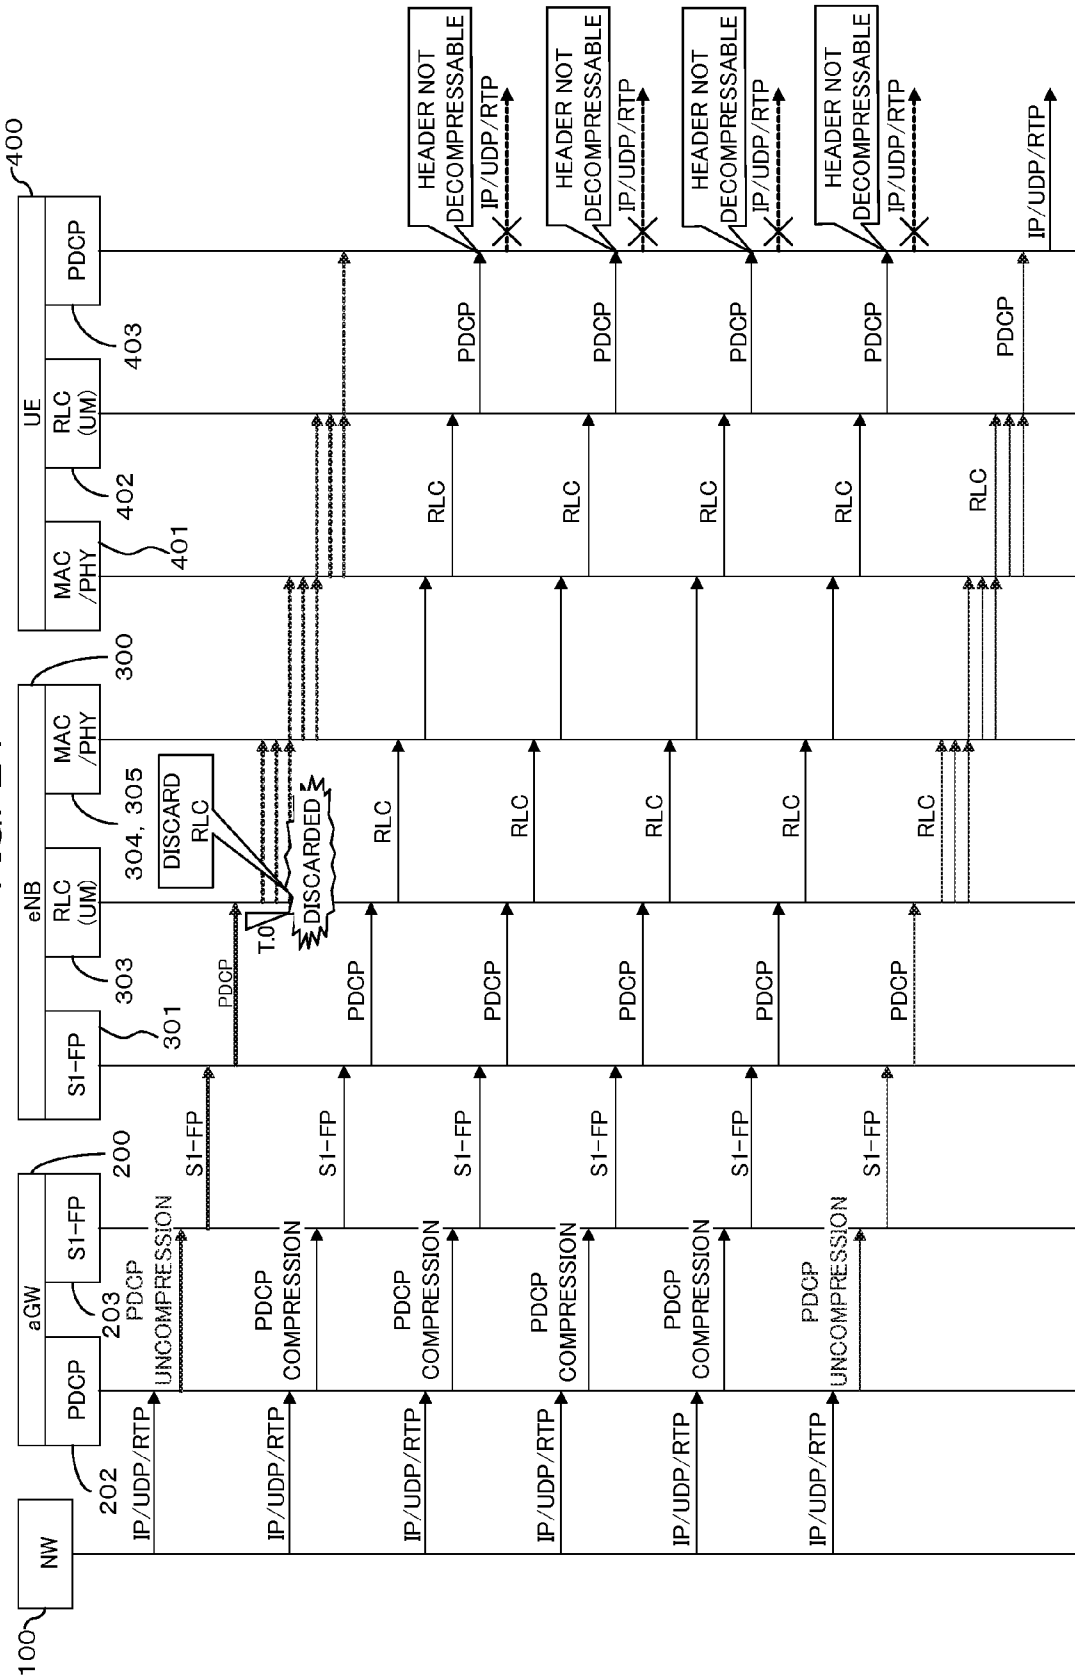 100
NW
202
aGW
PDCP
S1-FP
203
200
eNB
S1-FP
RLC
(UM)
MAC
/PHY
301
303
304, 305
300
UE
MAC
/PHY
RLC
(UM)
PDCP
401
402
403
400
IP/UDP/RTP
PDCP
UNCOMPRESSION
S1-FP
PDCP
T.O
DISCARD
RLC
DISCARDED
IP/UDP/RTP
PDCP
COMPRESSION
S1-FP
PDCP
RLC
RLC
PDCP
HEADER NOT
DECOMPRESSABLE
IP/UDP/RTP
IP/UDP/RTP
PDCP
COMPRESSION
S1-FP
PDCP
RLC
RLC
PDCP
HEADER NOT
DECOMPRESSABLE
IP/UDP/RTP
IP/UDP/RTP
PDCP
COMPRESSION
S1-FP
PDCP
RLC
RLC
PDCP
HEADER NOT
DECOMPRESSABLE
IP/UDP/RTP
IP/UDP/RTP
PDCP
COMPRESSION
S1-FP
PDCP
RLC
RLC
PDCP
HEADER NOT
DECOMPRESSABLE
IP/UDP/RTP
IP/UDP/RTP
PDCP
UNCOMPRESSION
S1-FP
PDCP
RLC
RLC
PDCP
IP/UDP/RTP